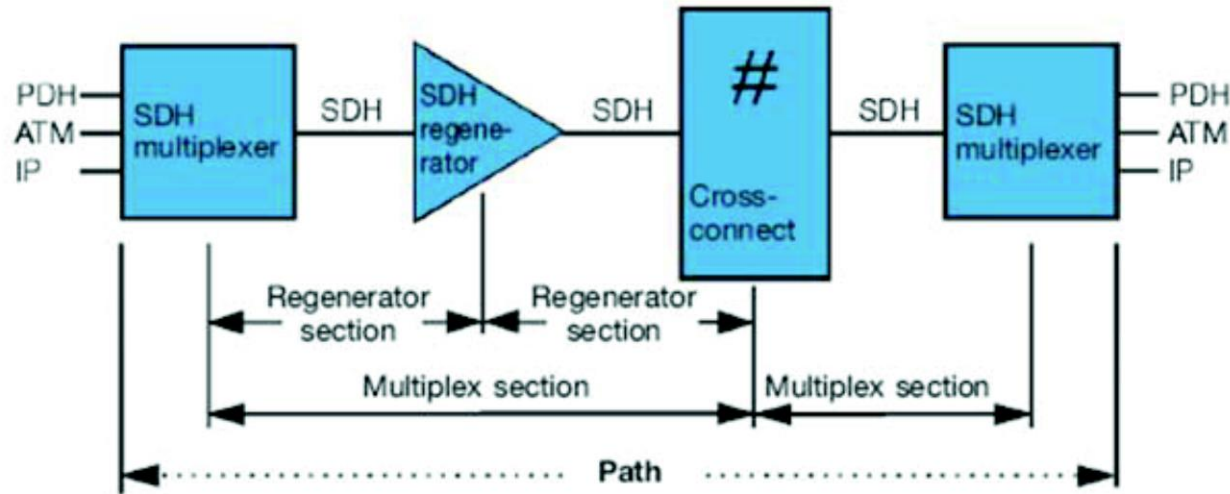 PDH
ATM
IP
SDH
multiplexer
SDH
SDH
regene-
rator
SDH
#
Cross-
connect
SDH
SDH
multiplexer
PDH
ATM
IP
Regenerator
section
Regenerator
section
Multiplex section
Multiplex section
Path